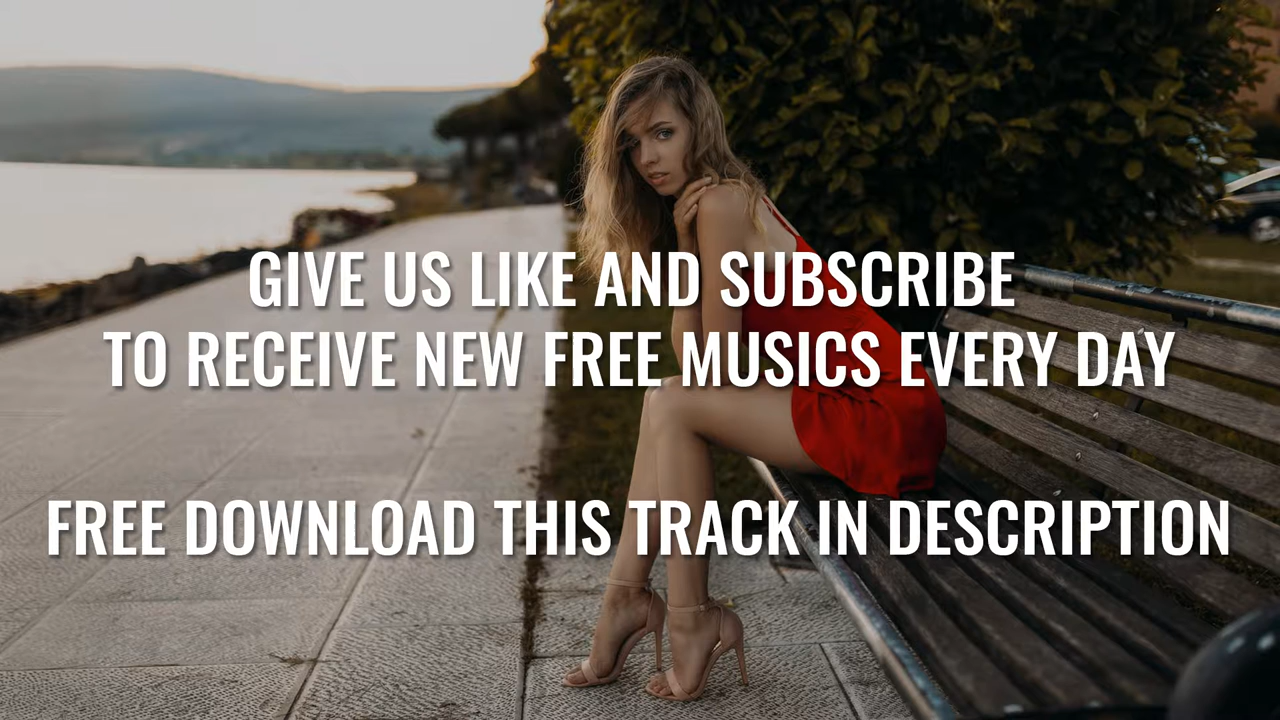 GIVE US LIKE AND SUBSCRIBE
TO RECEIVE NEW FREE MUSICS EVERY DAY
FREE DOWNLOAD THIS TRACK IN DESCRIPTION